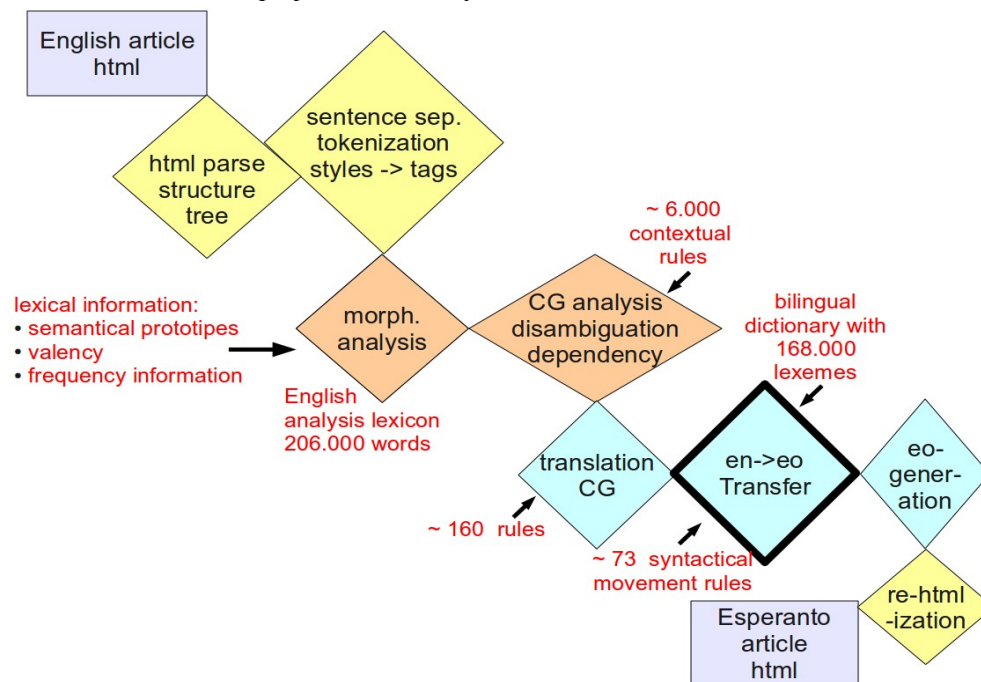 English article
html
sentence sep.
tokenization
styles -> tags
html parse
structure
tree
~ 6.000
contextual
rules
lexical information:
• semantical prototipes
• valency
• frequency information
morph.
analysis
CG analysis
disambiguation
dependency
bilingual
dictionary with
168.000
lexemes
English
analysis lexicon
206.000 words
translation
CG
en->eo
Transfer
eo-
gener-
ation
~ 160 rules
~ 73 syntactical
movement rules
re-html
-ization
Esperanto
article
html